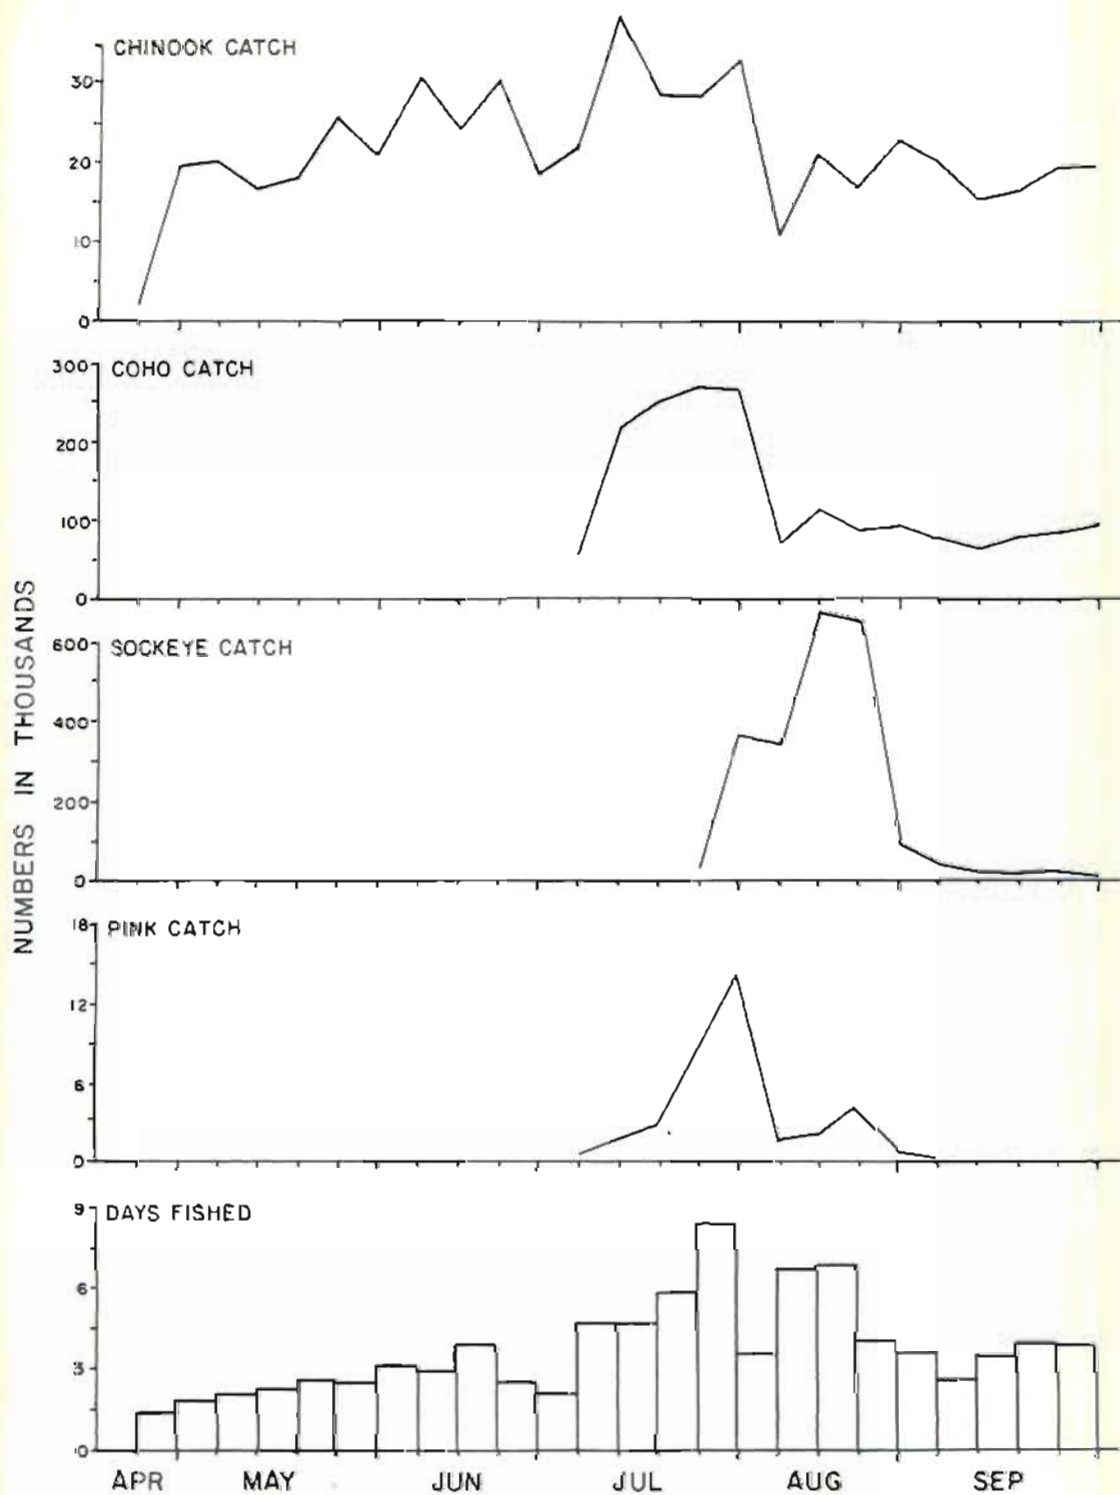 CHINOOK CATCH
30
20
10
0
COHO CATCH
300
200
100
0
SOCKEYE CATCH
600
400
200
0
PINK CATCH
18
12
6
0
DAYS FISHED
9
6
3
0
APR MAY JUN JUL AUG SEP
NUMBERS IN THOUSANDS